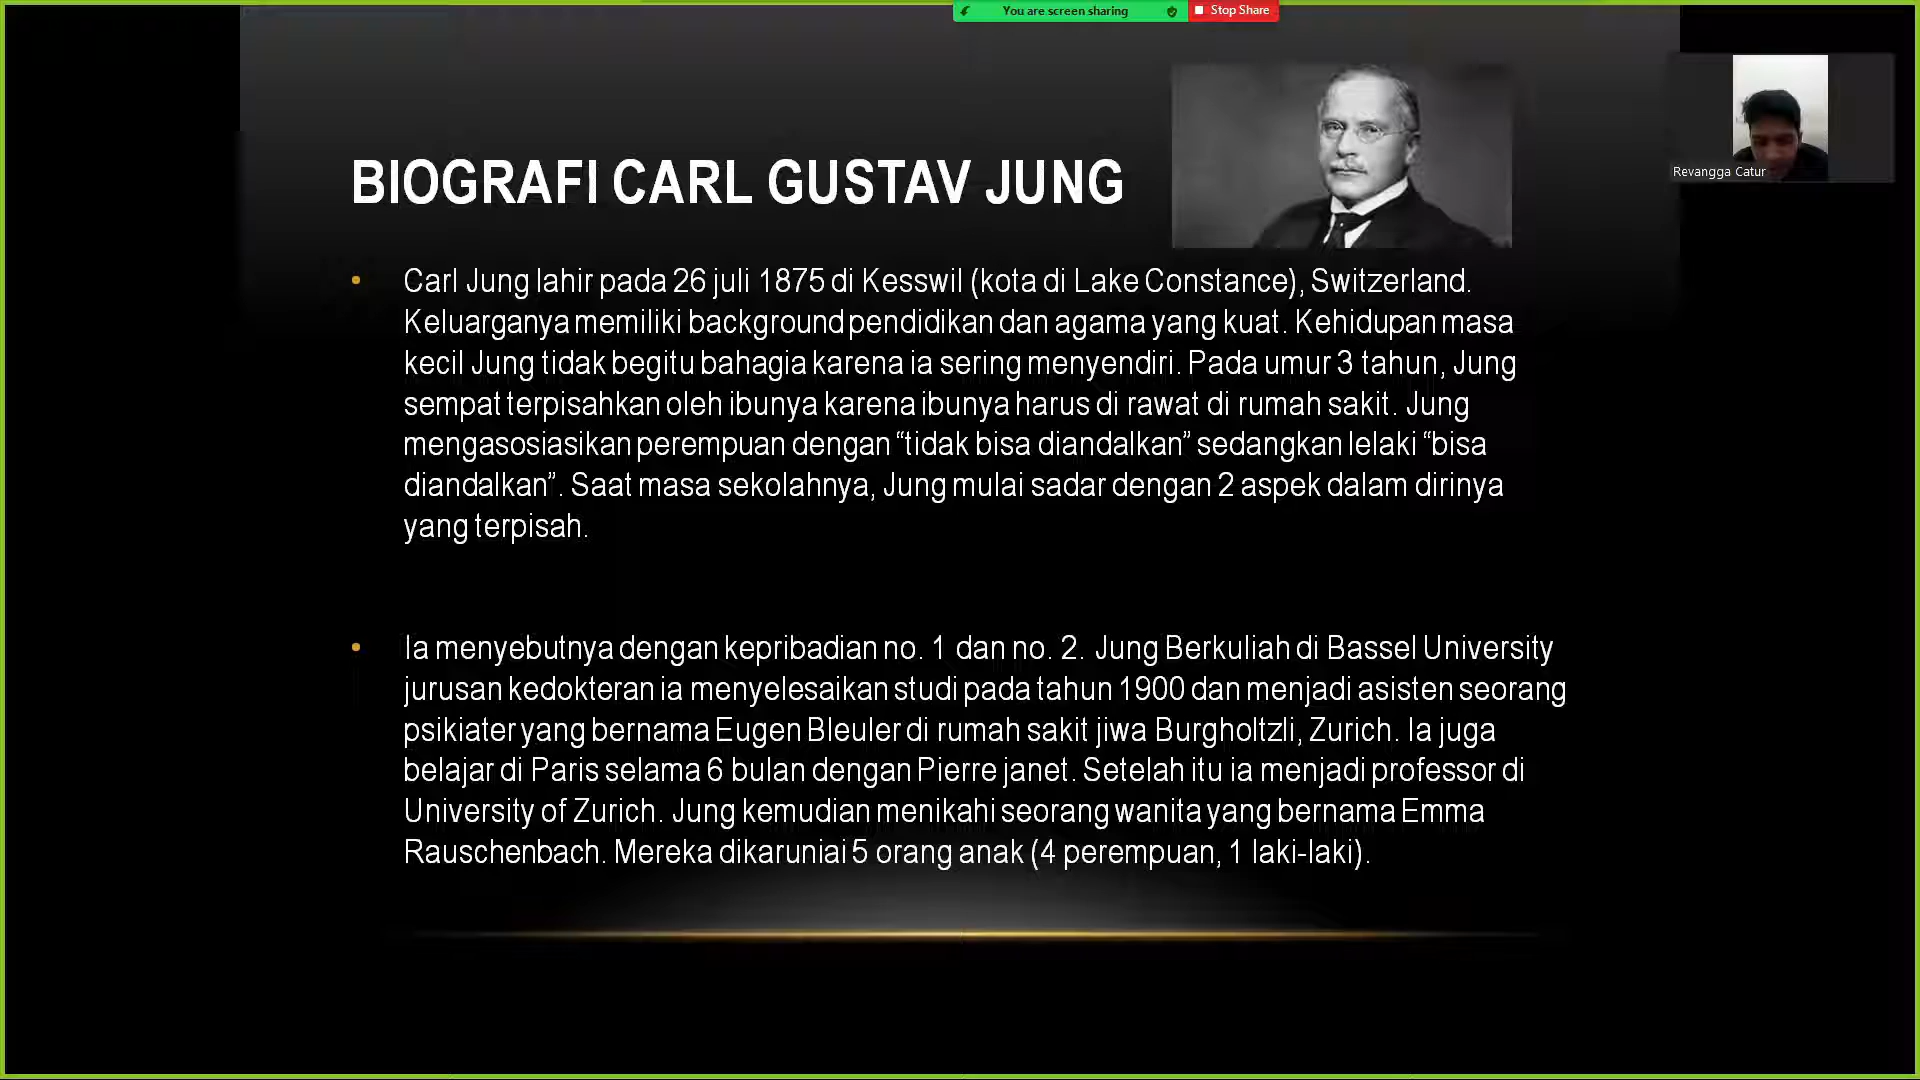 You are screen sharing
Stop Share
Revangga Catur
BIOGRAFI CARL GUSTAV JUNG
• Carl Jung lahir pada 26 juli 1875 di Kesswil (kota di Lake Constance), Switzerland.
Keluarganya memiliki background pendidikan dan agama yang kuat. Kehidupan masa
kecil Jung tidak begitu bahagia karena ia sering menyendiri. Pada umur 3 tahun, Jung
sempat terpisahkan oleh ibunya karena ibunya harus di rawat di rumah sakit. Jung
mengasosiasikan perempuan dengan “tidak bisa diandalkan” sedangkan lelaki “bisa
diandalkan”. Saat masa sekolahnya, Jung mulai sadar dengan 2 aspek dalam dirinya
yang terpisah.
• Ia menyebutnya dengan kepribadian no. 1 dan no. 2. Jung Berkuliah di Bassel University
jurusan kedokteran ia menyelesaikan studi pada tahun 1900 dan menjadi asisten seorang
psikiater yang bernama Eugen Bleuler di rumah sakit jiwa Burgholtzli, Zurich. Ia juga
belajar di Paris selama 6 bulan dengan Pierre janet. Setelah itu ia menjadi professor di
University of Zurich. Jung kemudian menikahi seorang wanita yang bernama Emma
Rauschenbach. Mereka dikaruniai 5 orang anak (4 perempuan, 1 laki-laki).